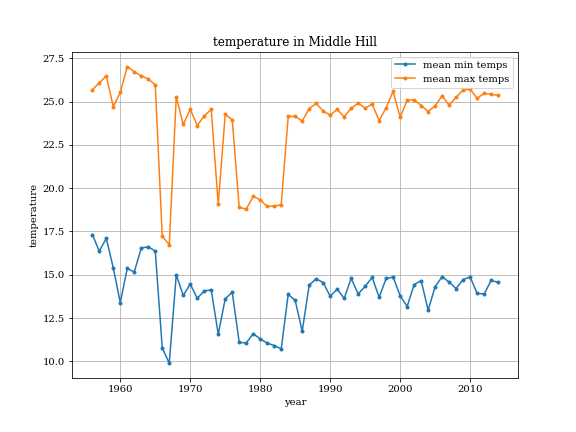 temperature in Middle Hill
mean min temps
mean max temps
27.5
25.0
22.5
20.0
17.5
15.0
12.5
10.0
temperature
1960 1970 1980 1990 2000 2010
year